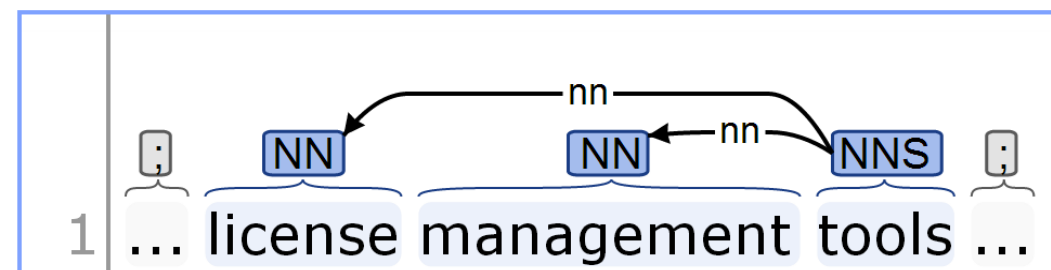 nn
nn
; NN NN NNS ;
1 ... license management tools ...